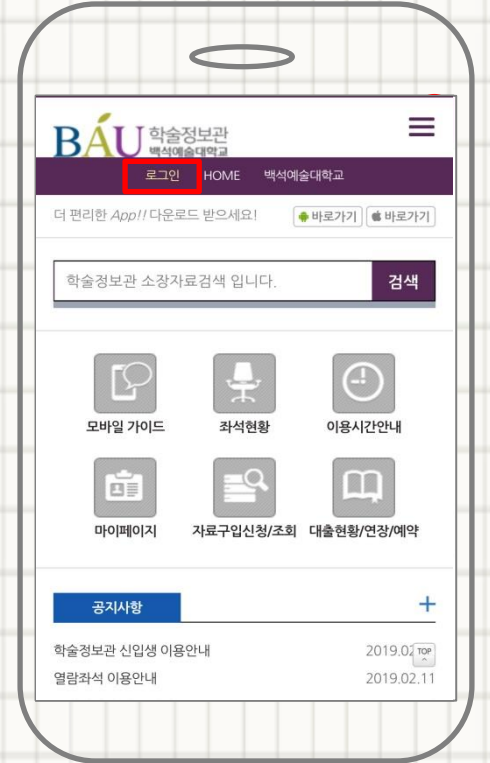 BÁU 학술정보관
백석예술대학교
로그인 HOME 백석예술대학교
더 편리한 App!! 다운로드 받으세요! 바로가기 바로가기
학술정보관 소장자료검색 입니다. 검색
모바일 가이드 좌석현황 이용시간안내
마이페이지 자료구입신청/조회 대출현황/연장/예약
공지사항 +
학술정보관 신입생 이용안내 2019.02
TOP
열람좌석 이용안내 2019.02.11